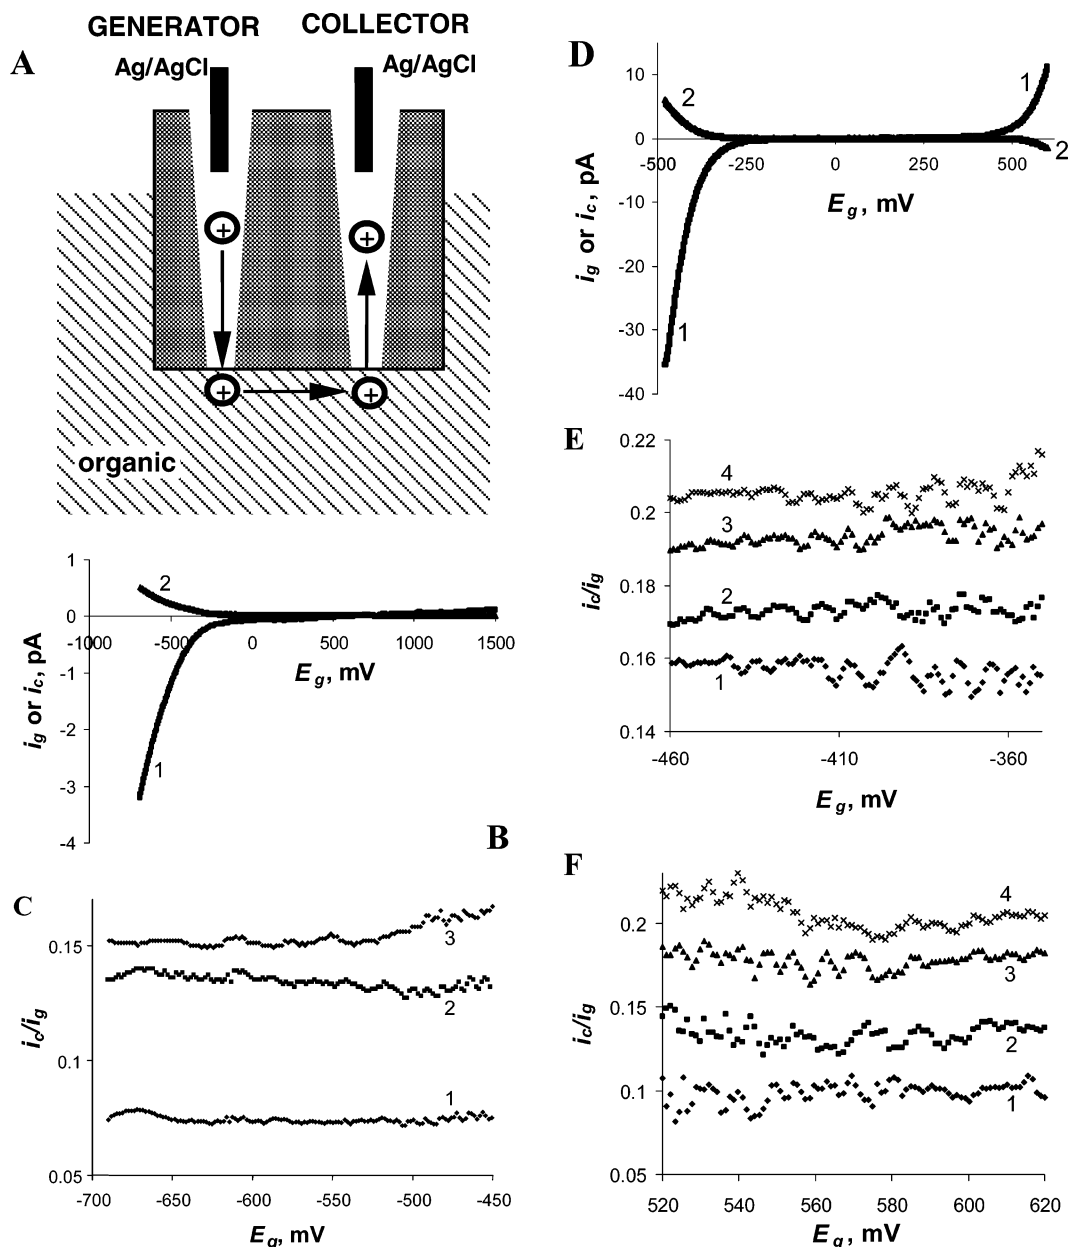 GENERATOR COLLECTOR
A
Ag/AgCl Ag/AgCl
+ +
+ +
organic
1
0
-1
-2
-3
-4
-1000 -500 0 500 1000 1500
2
1
i g or i c, pA
E g, mV
B
C
0.15
0.1
0.05
-700 -650 -600 -550 -500 -450
3
2
1
i c/i g
E g, mV
D
10
0
-10
-20
-30
-40
-500 -250 0 250 500
2
1
1
2
i g or i c, pA
E g, mV
E
0.22
0.2
0.18
0.16
0.14
-460 -410 -360
4
3
2
1
i c/i g
E g, mV
F
0.2
0.15
0.1
0.05
520 540 560 580 600 620
4
3
2
1
i c/i g
E g, mV